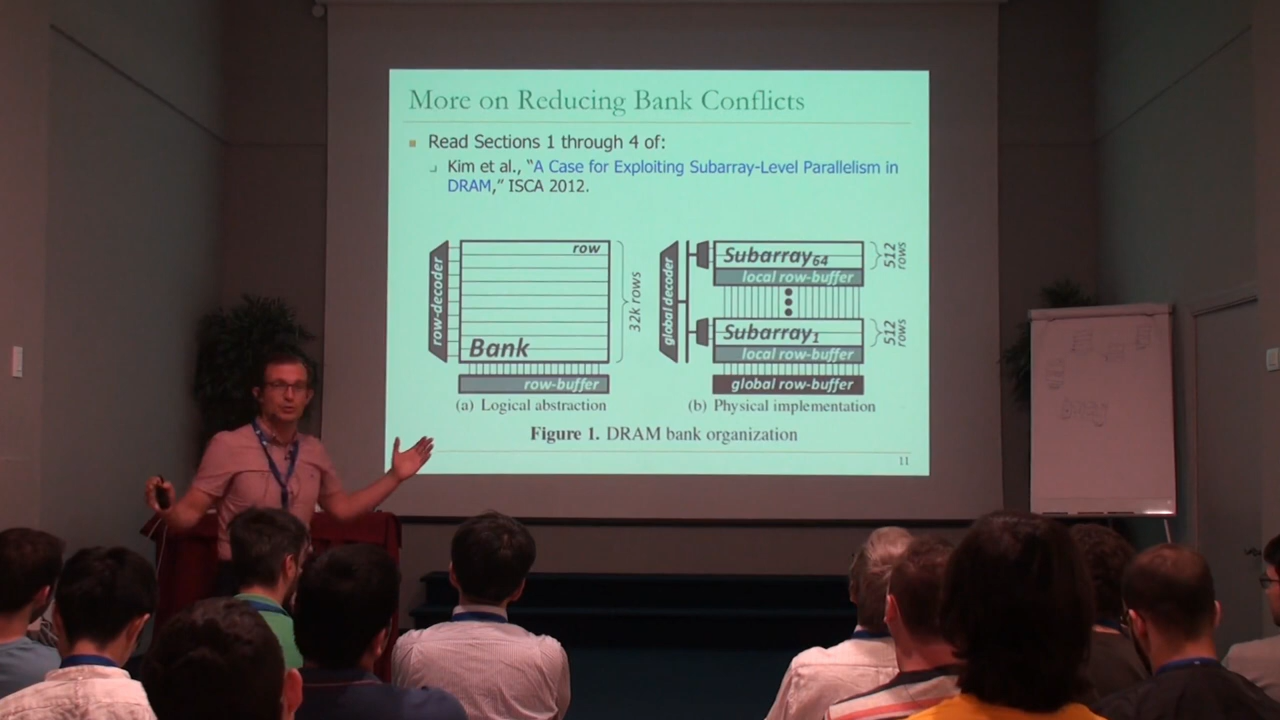 More on Reducing Bank Conflicts
Read Sections 1 through 4 of:
Kim et al., “A Case for Exploiting Subarray-Level Parallelism in
DRAM,” ISCA 2012.
row-decoder
row
Bank
row-buffer
32k rows
(a) Logical abstraction
global decoder
Subarray64
local row-buffer
512 rows
Subarray1
local row-buffer
512 rows
global row-buffer
(b) Physical implementation
Figure 1. DRAM bank organization
11